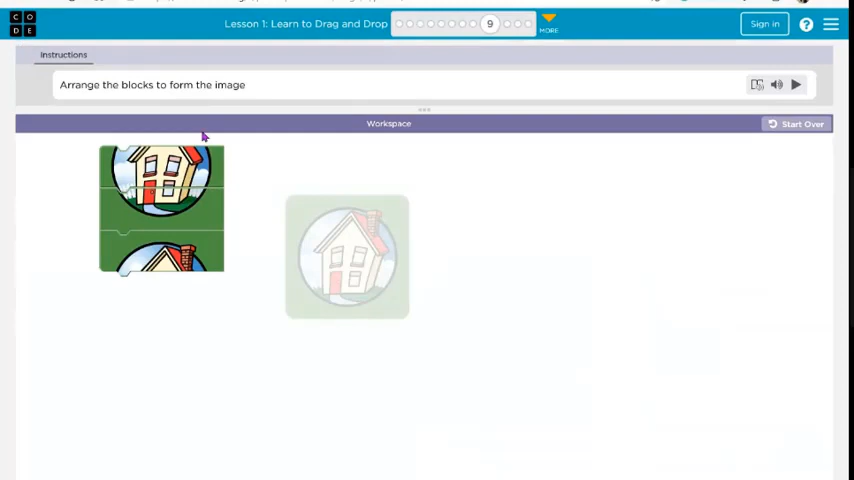 C O
D E
Lesson 1: Learn to Drag and Drop
9
MORE
Sign in
?
Instructions
Arrange the blocks to form the image
Workspace
Start Over